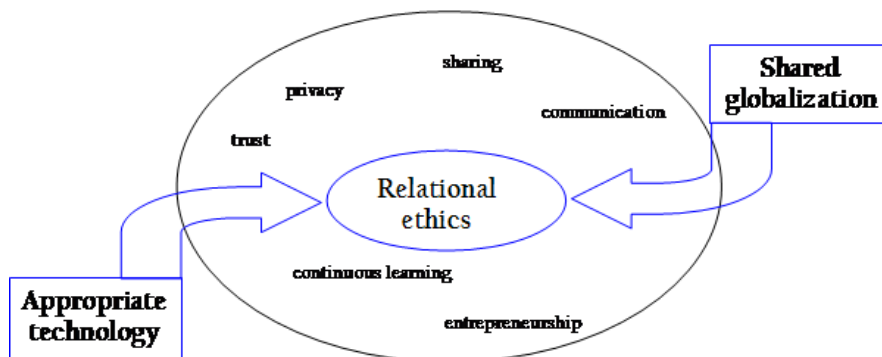 sharing
Shared
globalization
privacy
communication
trust
Relational
ethics
continuous learning
Appropriate
technology
entrepreneurship